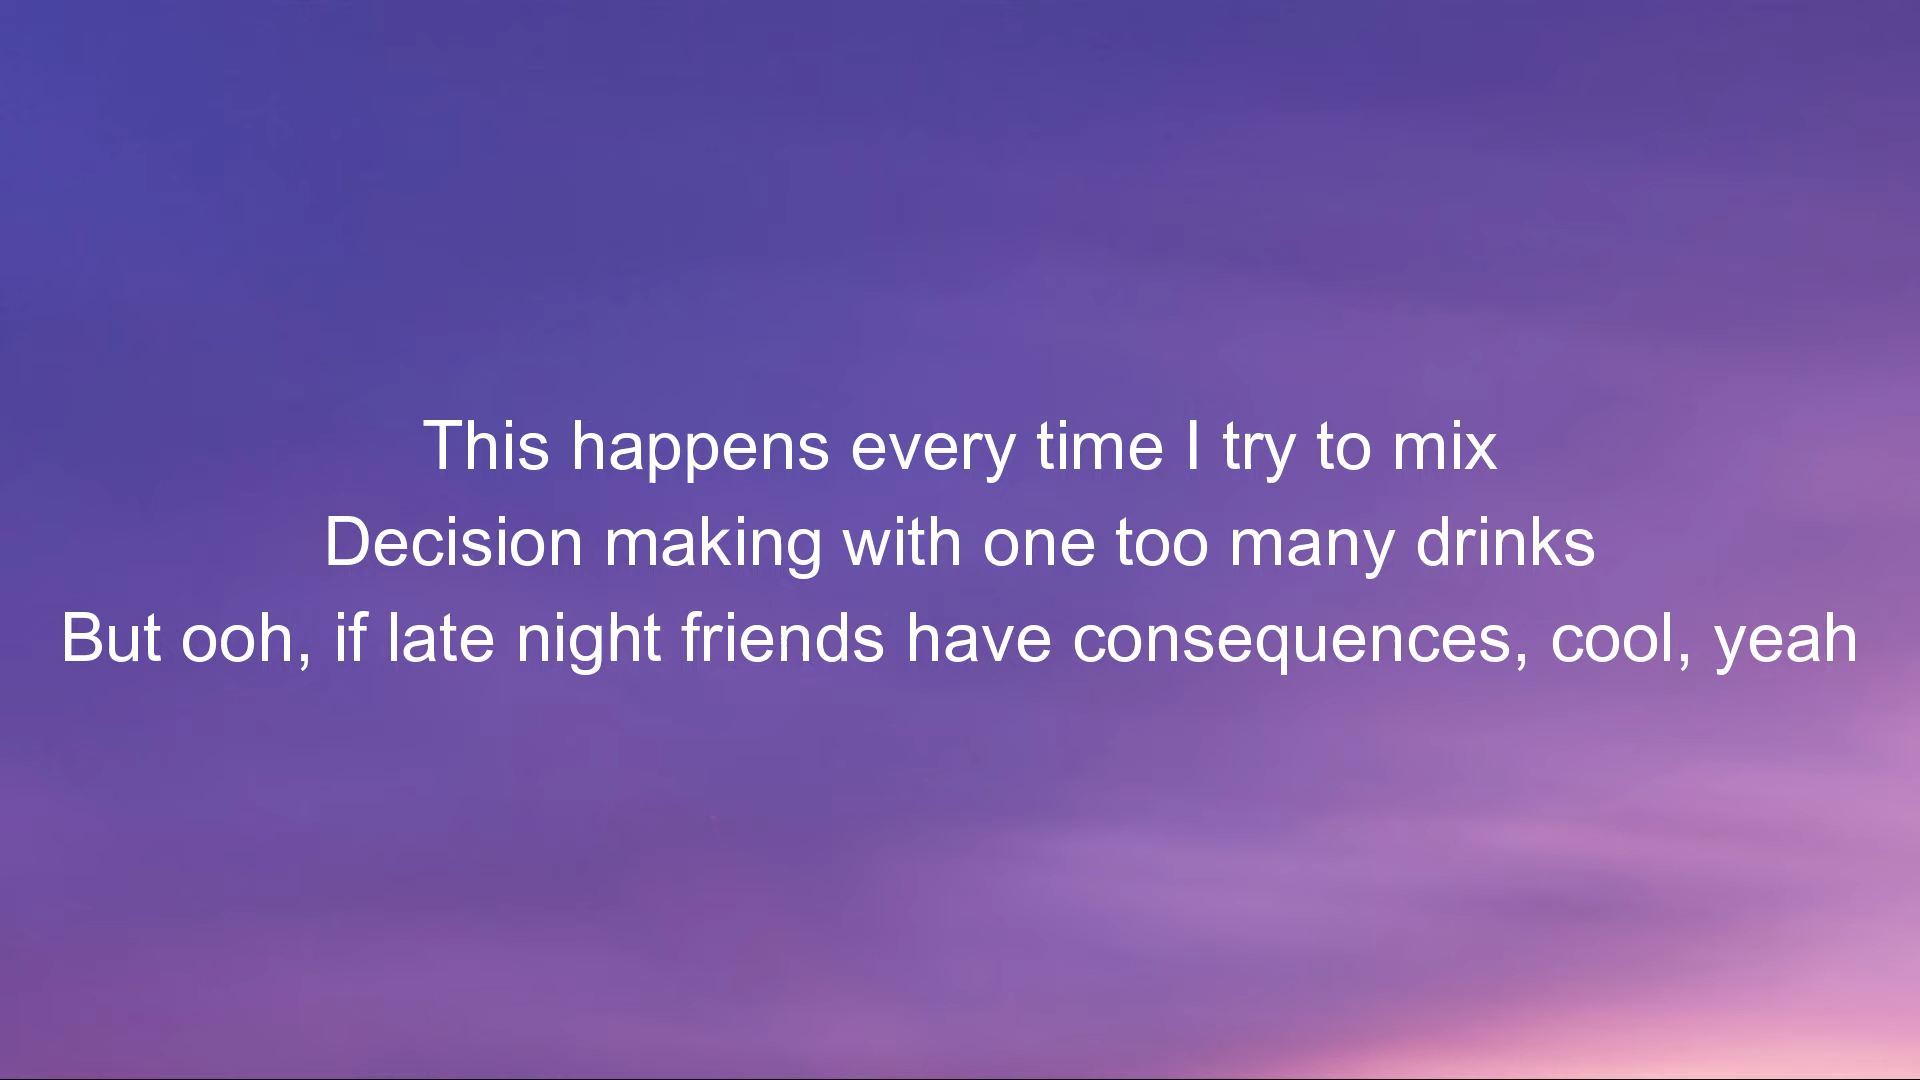 This happens every time I try to mix
Decision making with one too many drinks
But ooh, if late night friends have consequences, cool, yeah